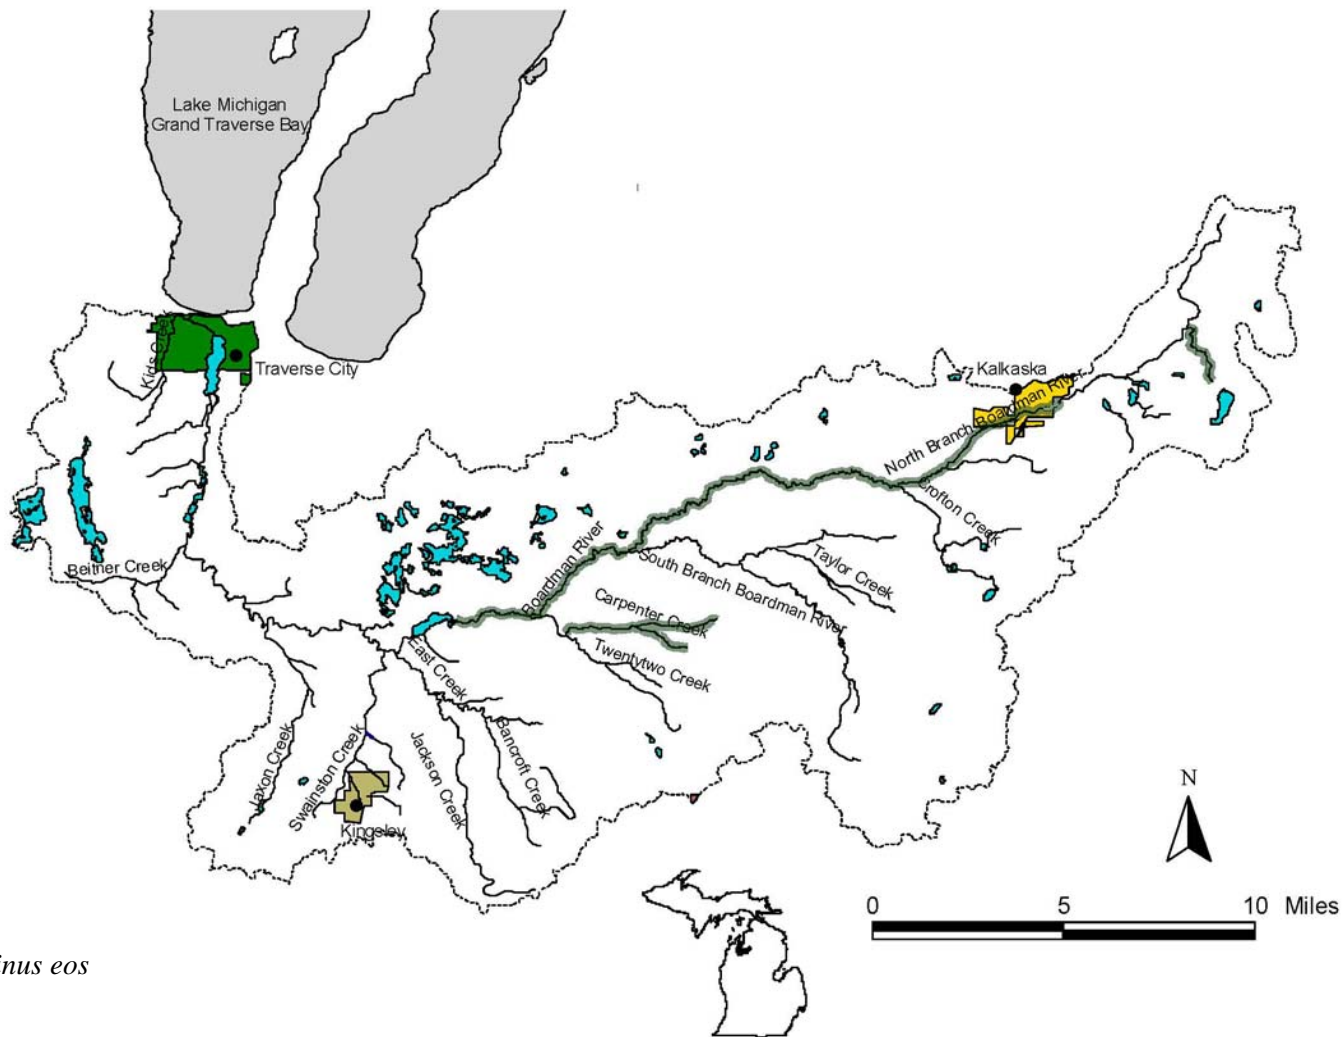 Lake Michigan
Grand Traverse Bay
Kids Creek
Traverse City
Kalkaska
North Branch Boardman River
Crofton Creek
Beitner Creek
Boardman River
South Branch Boardman River
Taylor Creek
Carpenter Creek
Twentytwo Creek
East Creek
Jaxon Creek
Swainston Creek
Jackson Creek
Bancroft Creek
Kingsley
N
0 5 10 Miles
inus eos